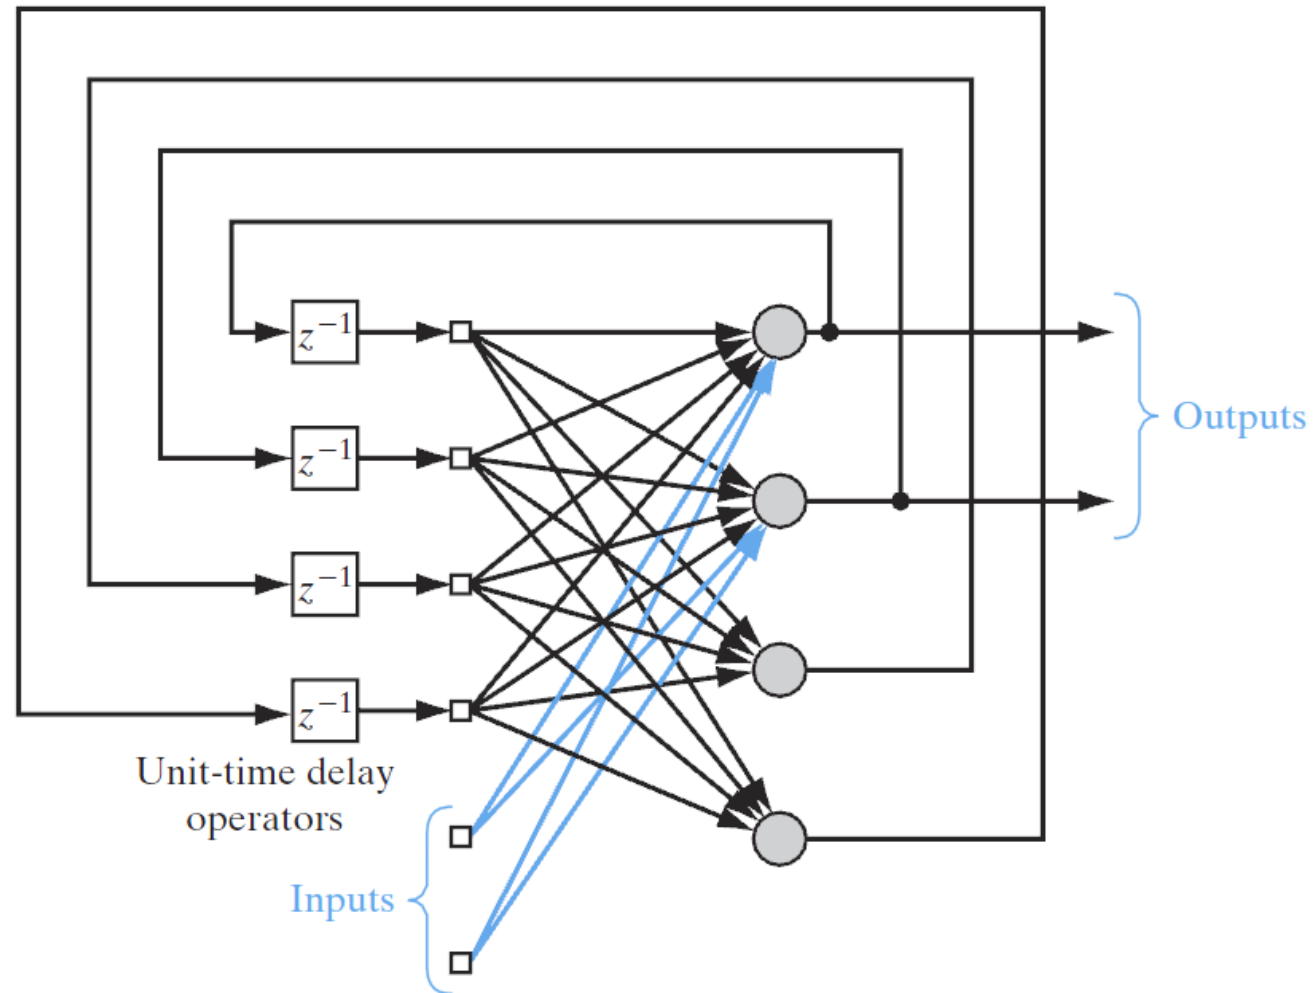 z⁻¹
z⁻¹
Outputs
z⁻¹
z⁻¹
Unit-time delay
operators
Inputs